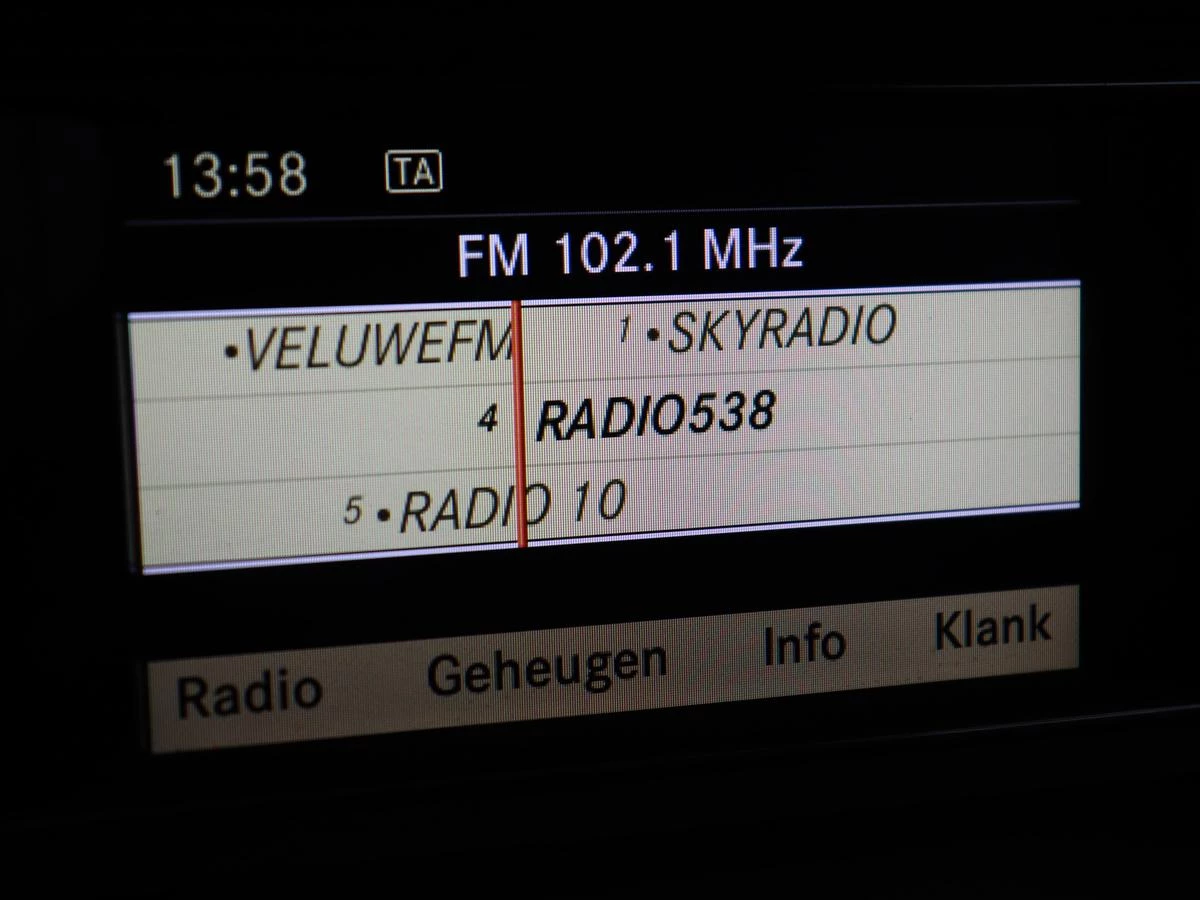 13:58 TA
FM 102.1 MHz
•VELUWEFM 1 •SKYRADIO
4 RADIO538
5 •RADIO 10
Radio Geheugen Info Klank